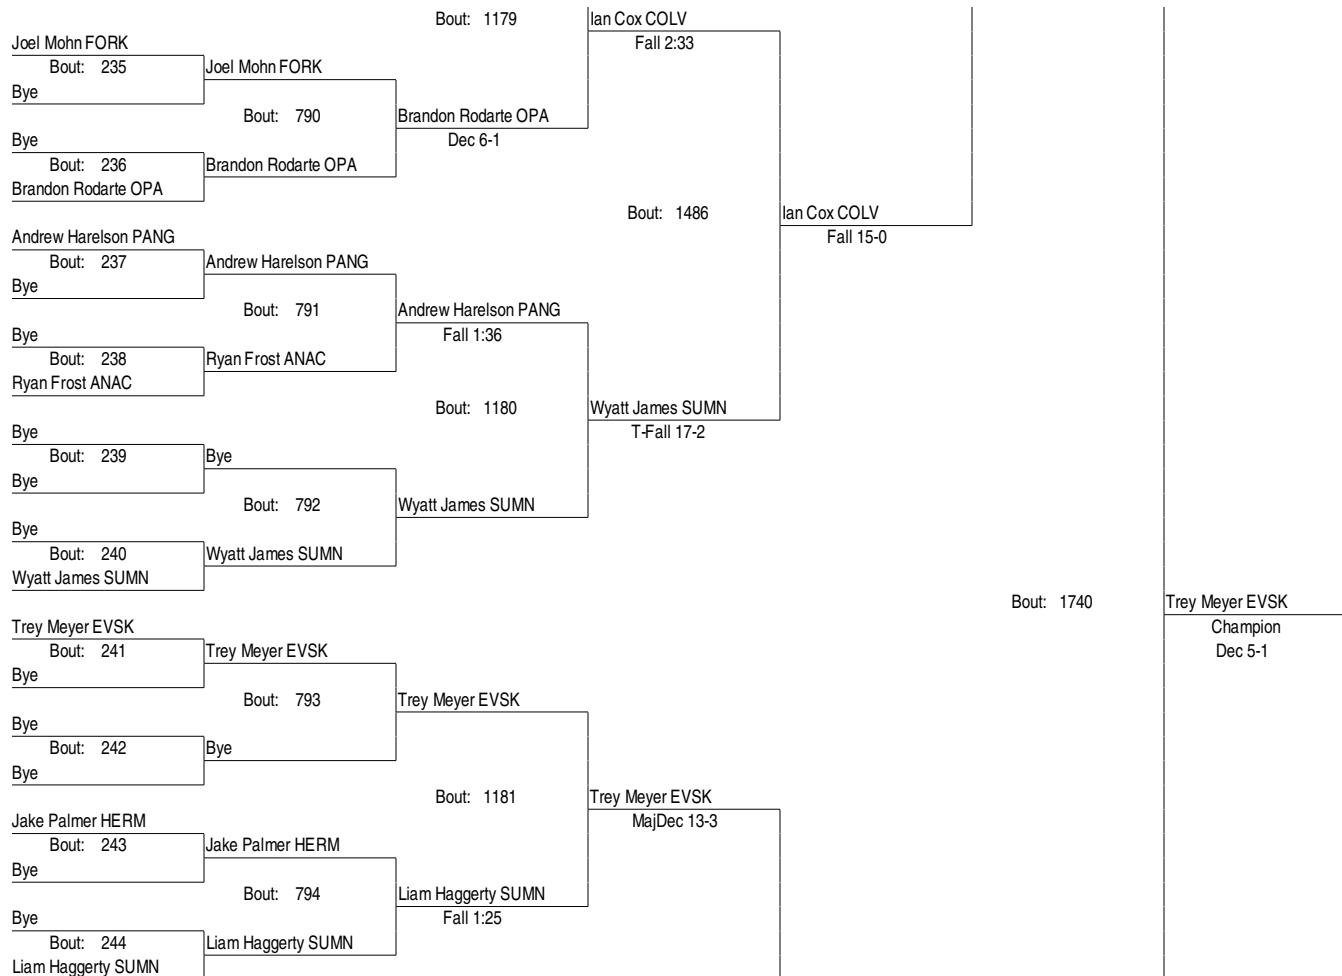 Bout: 1179 Ian Cox COLV
Joel Mohn FORK Fall 2:33
Bout: 235 Joel Mohn FORK
Bye
Bout: 790 Brandon Rodarte OPA
Bye Dec 6-1
Bout: 236 Brandon Rodarte OPA
Brandon Rodarte OPA
Bout: 1486 Ian Cox COLV
Andrew Harelson PANG Fall 15-0
Bout: 237 Andrew Harelson PANG
Bye
Bout: 791 Andrew Harelson PANG
Bye Fall 1:36
Bout: 238 Ryan Frost ANAC
Ryan Frost ANAC
Bout: 1180 Wyatt James SUMN
Bye T-Fall 17-2
Bout: 239 Bye
Bye
Bout: 792 Wyatt James SUMN
Bye
Bout: 240 Wyatt James SUMN
Wyatt James SUMN
Bout: 1740 Trey Meyer EVSK
Trey Meyer EVSK Champion
Bout: 241 Trey Meyer EVSK Dec 5-1
Bye
Bout: 793 Trey Meyer EVSK
Bye
Bout: 242 Bye
Bye
Bout: 1181 Trey Meyer EVSK
Jake Palmer HERM MajDec 13-3
Bout: 243 Jake Palmer HERM
Bye
Bout: 794 Liam Haggerty SUMN
Bye Fall 1:25
Bout: 244 Liam Haggerty SUMN
Liam Haggerty SUMN